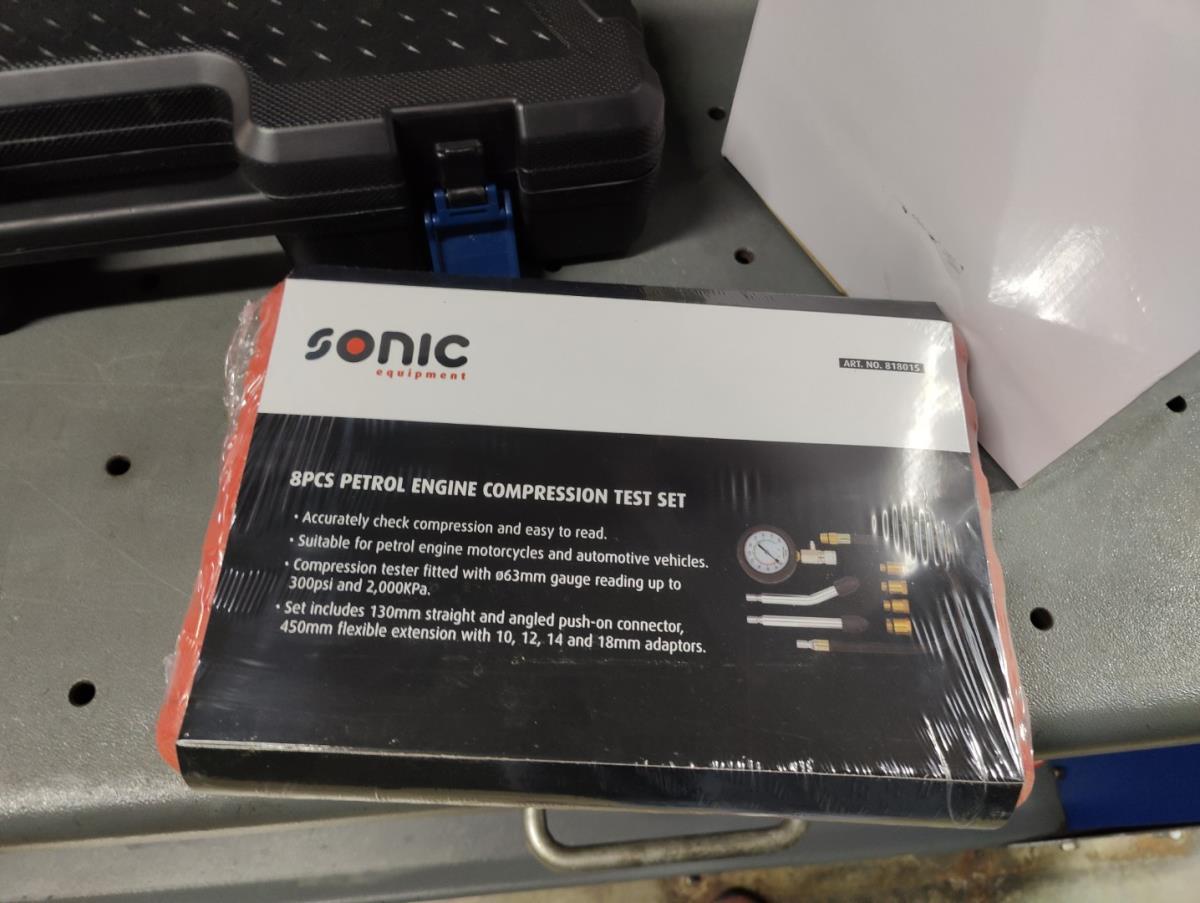 SONIC
equipment
ART. NO. 818015
8PCS PETROL ENGINE COMPRESSION TEST SET
• Accurately check compression and easy to read.
• Suitable for petrol engine motorcycles and automotive vehicles.
• Compression tester fitted with ø63mm gauge reading up to
300psi and 2,000KPa.
• Set includes 130mm straight and angled push-on connector,
450mm flexible extension with 10, 12, 14 and 18mm adaptors.